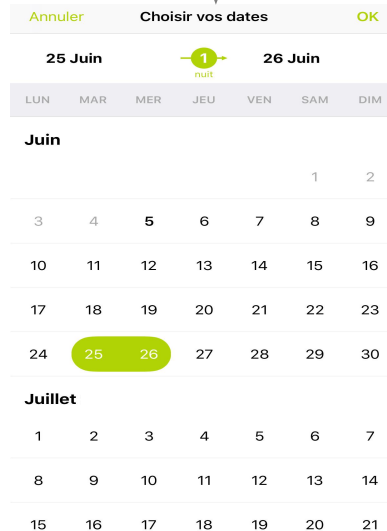 Annuler Choisir vos dates OK
25 Juin 1 26 Juin
nuit
LUN MAR MER JEU VEN SAM DIM
Juin
1 2
3 4 5 6 7 8 9
10 11 12 13 14 15 16
17 18 19 20 21 22 23
24 25 26 27 28 29 30
Juillet
1 2 3 4 5 6 7
8 9 10 11 12 13 14
15 16 17 18 19 20 21